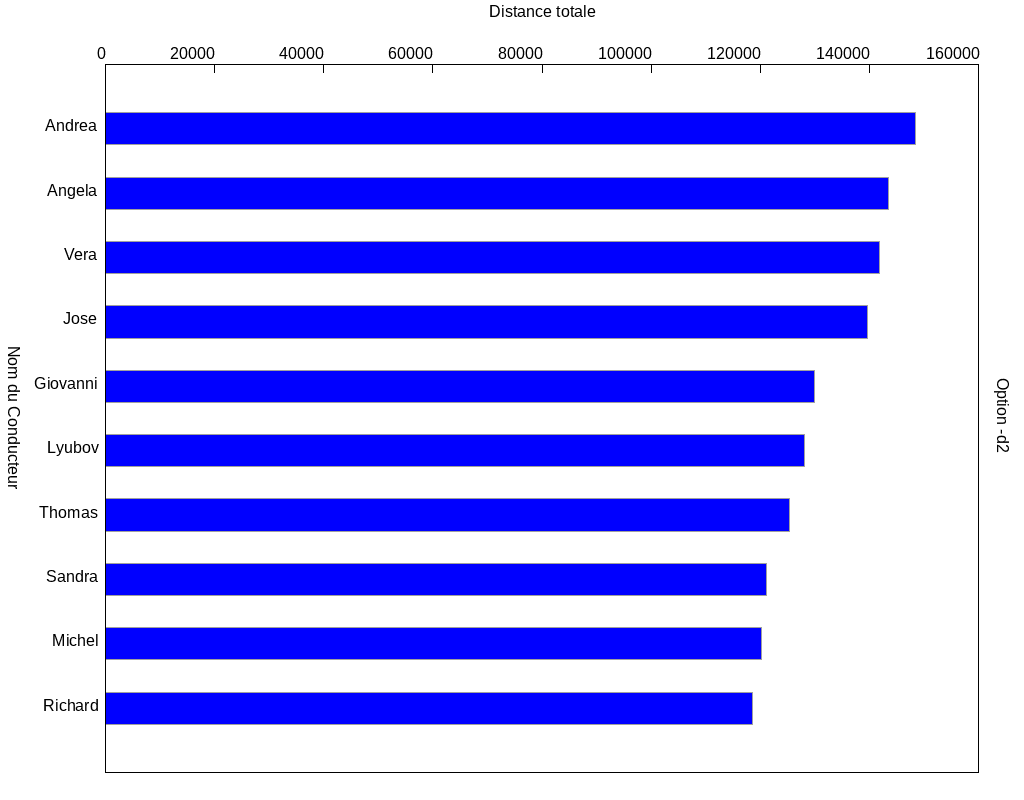 Distance totale
0 20000 40000 60000 80000 100000 120000 140000 160000
Andrea
Angela
Vera
Jose
Giovanni
Lyubov
Thomas
Sandra
Michel
Richard
Nom du Conducteur
Option -d2